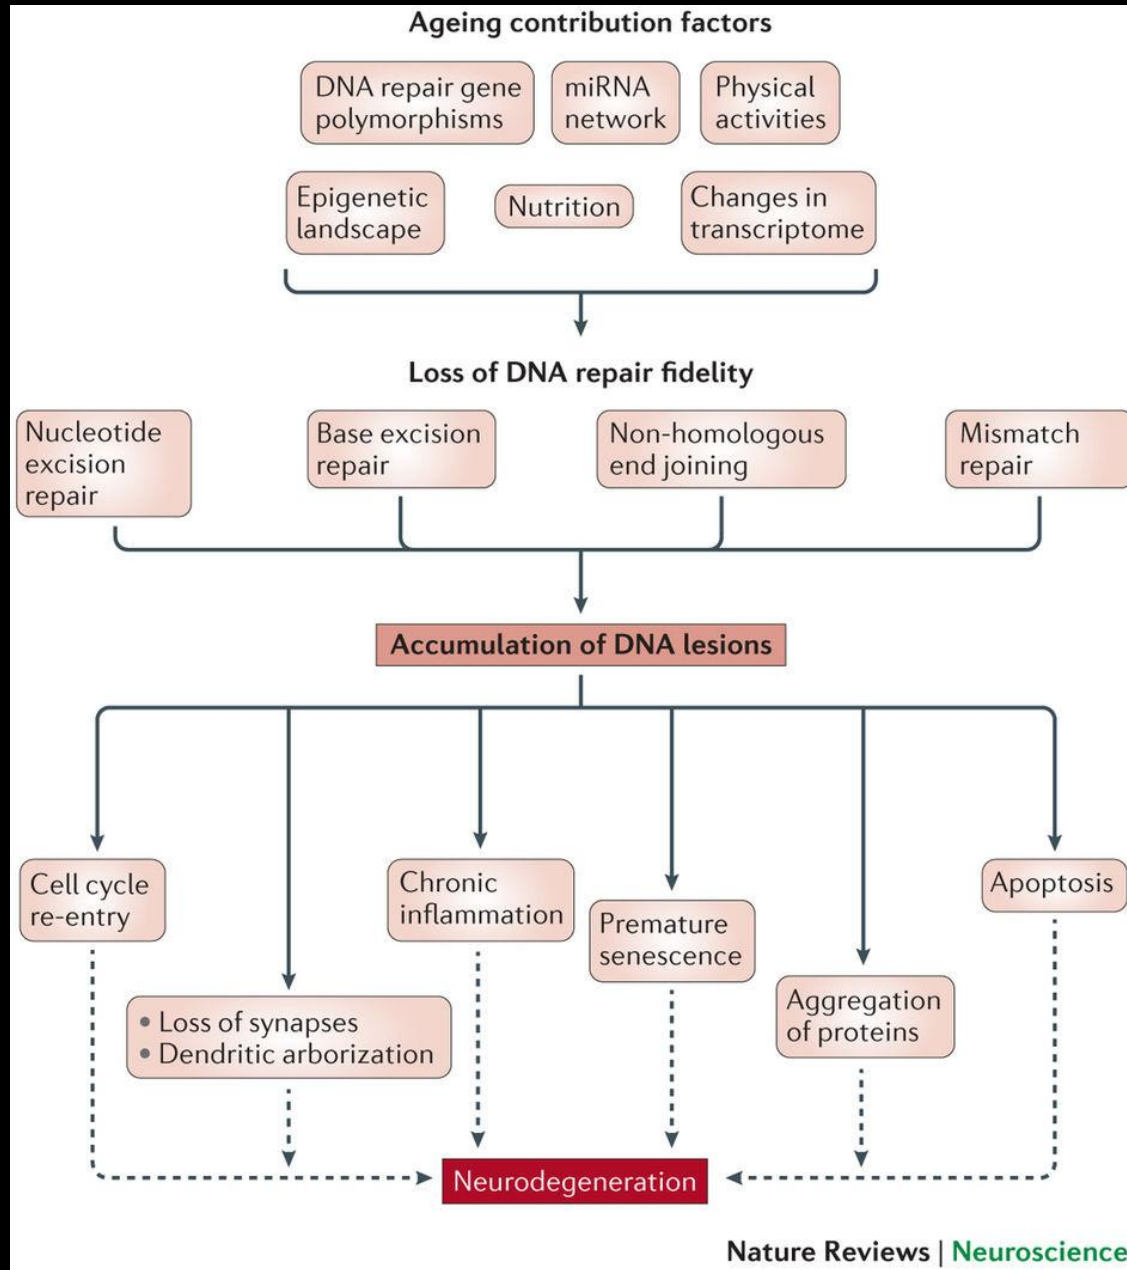 Ageing contribution factors
DNA repair gene
polymorphisms
miRNA
network
Physical
activities
Epigenetic
landscape
Nutrition
Changes in
transcriptome
Loss of DNA repair fidelity
Nucleotide
excision
repair
Base excision
repair
Non-homologous
end joining
Mismatch
repair
Accumulation of DNA lesions
Cell cycle
re-entry
• Loss of synapses
• Dendritic arborization
Chronic
inflammation
Premature
senescence
Aggregation
of proteins
Apoptosis
Neurodegeneration
Nature Reviews | Neuroscience